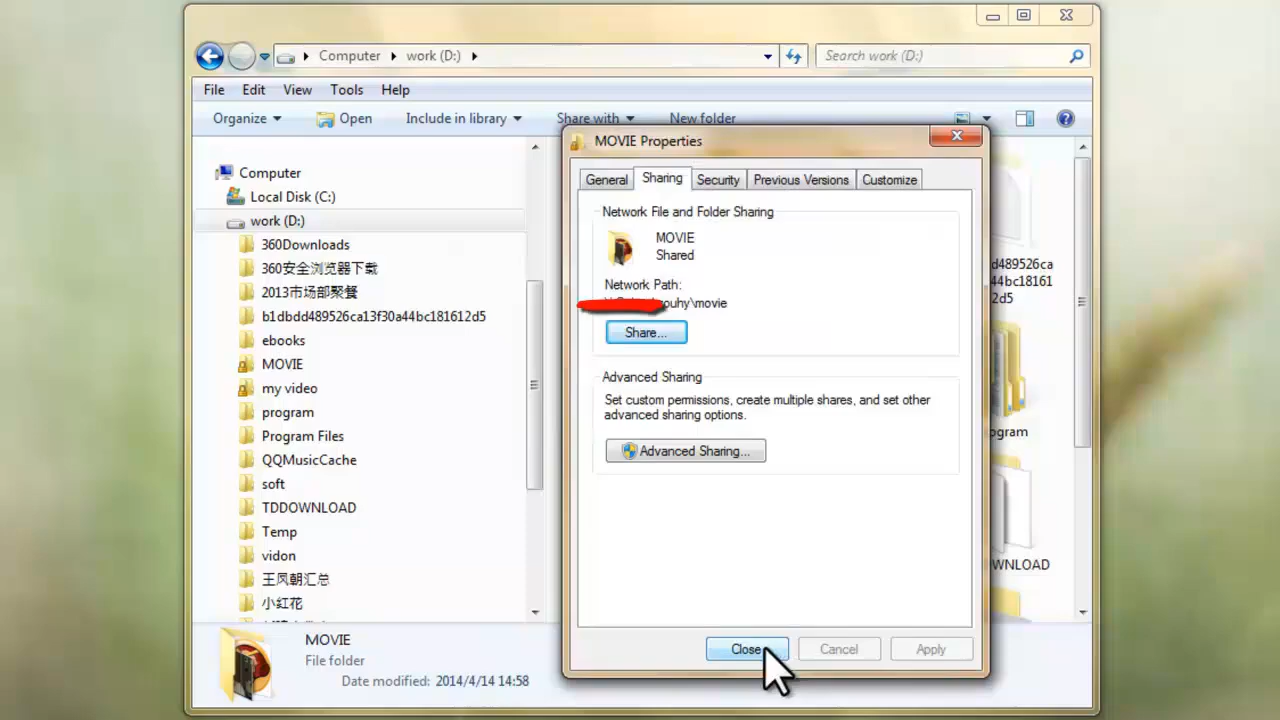 Computer
work (D:)
Search work (D:)
File Edit View Tools Help
Organize Open Include in library Share with New folder
Computer
Local Disk (C:)
work (D:)
360Downloads
360安全浏览器下载
2013市场部聚餐
b1dbdd489526ca13f30a44bc181612d5
ebooks
MOVIE
my video
program
Program Files
QQMusicCache
soft
TDDOWNLOAD
Temp
vidon
王凤朝汇总
小红花
MOVIE Properties
General Sharing Security Previous Versions Customize
Network File and Folder Sharing
MOVIE
Shared
Network Path:
ouhy\movie
Share...
Advanced Sharing
Set custom permissions, create multiple shares, and set other
advanced sharing options.
Advanced Sharing...
Close Cancel Apply
d489526ca
44bc18161
2d5
ogram
WNLOAD
MOVIE
File folder
Date modified: 2014/4/14 14:58